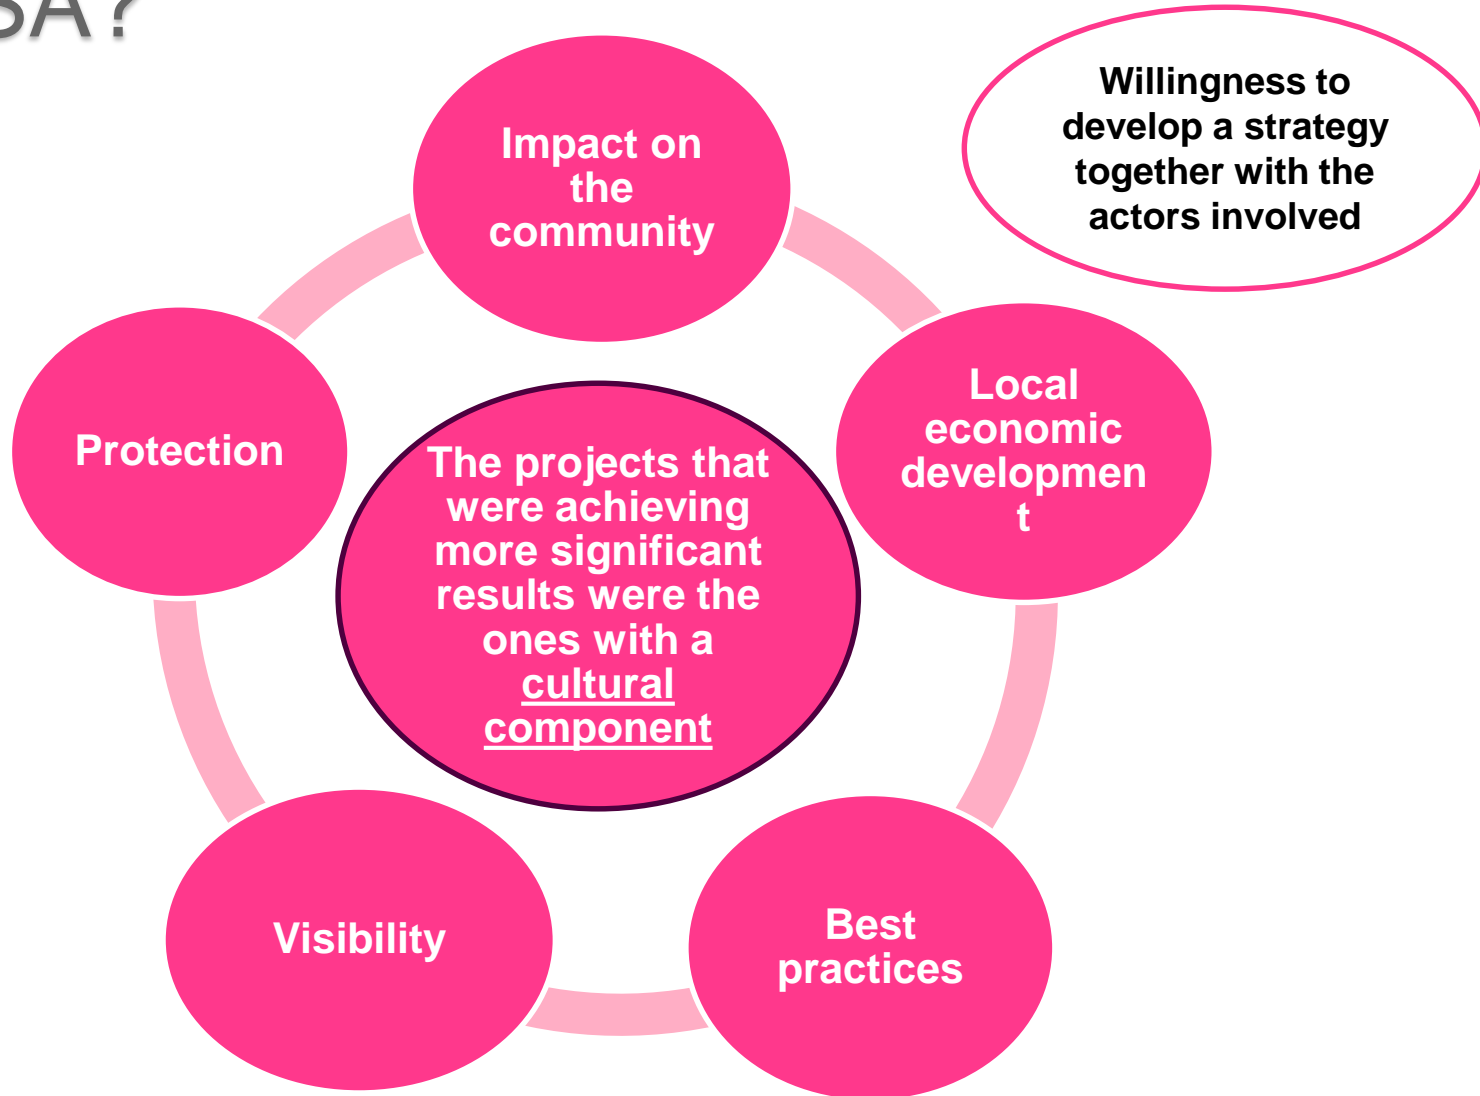 SA?
Impact on
the
community
Willingness to
develop a strategy
together with the
actors involved
Local
economic
developmen
t
Protection
The projects that
were achieving
more significant
results were the
ones with a
cultural
component
Visibility
Best
practices